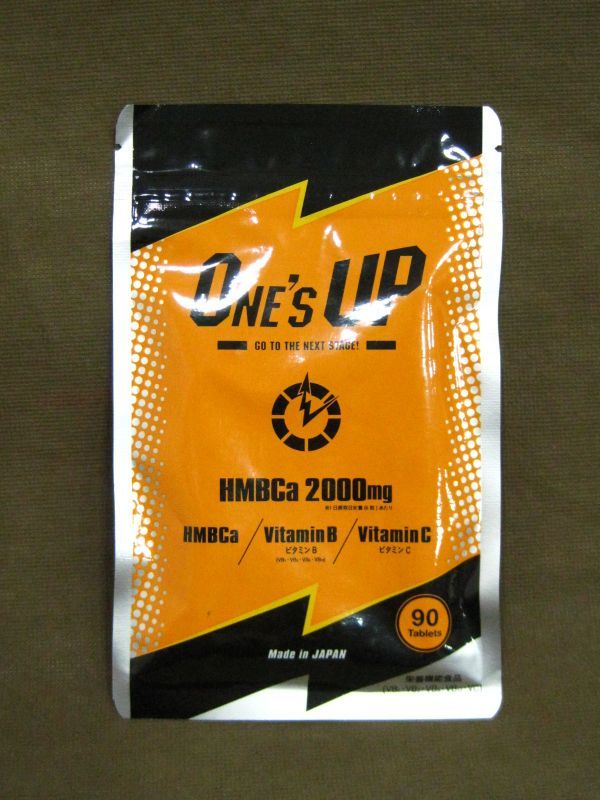 ONE'S UP
GO TO THE NEXT STAGE!
HMBCa 2000mg
HMBCa / Vitamin B / Vitamin C
ビタミンB ビタミンC
90
Tablets
Made in JAPAN
栄養機能食品